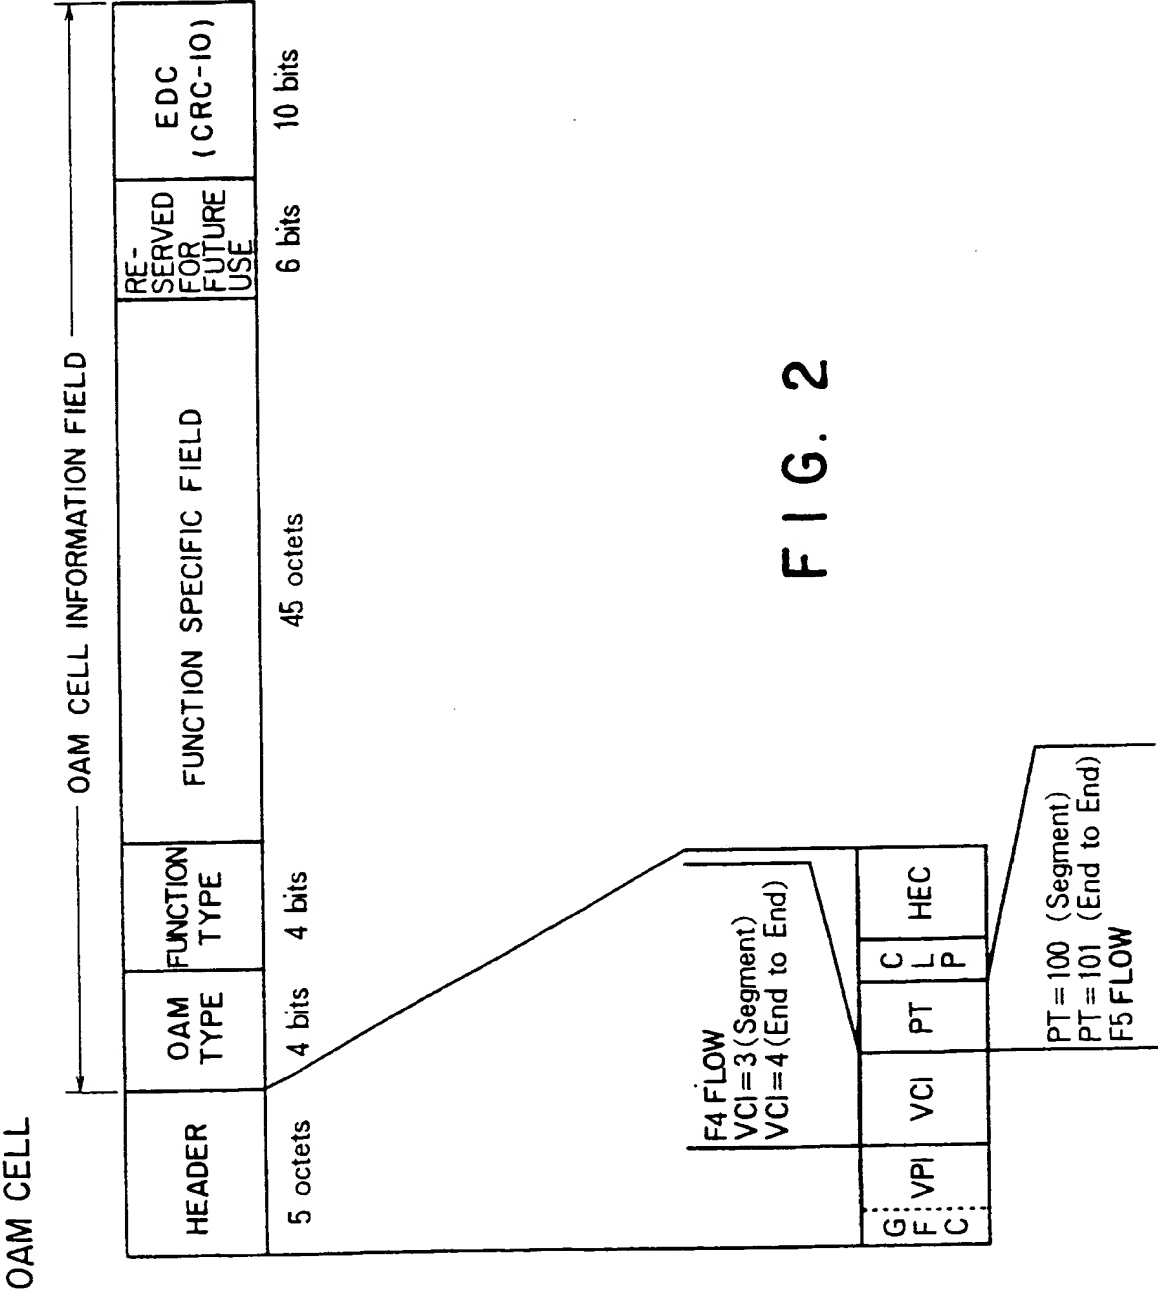 OAM CELL
OAM CELL INFORMATION FIELD
HEADER
OAM
TYPE
FUNCTION
TYPE
FUNCTION SPECIFIC FIELD
RE-
SERVED
FOR
FUTURE
USE
EDC
(CRC-10)
5 octets
4 bits
4 bits
45 octets
6 bits
10 bits
F4 FLOW
VCI=3(Segment)
VCI=4(End to End)
G
F
C
VPI
VCI
PT
C
L
P
HEC
PT=100 (Segment)
PT=101 (End to End)
F5 FLOW
FIG. 2